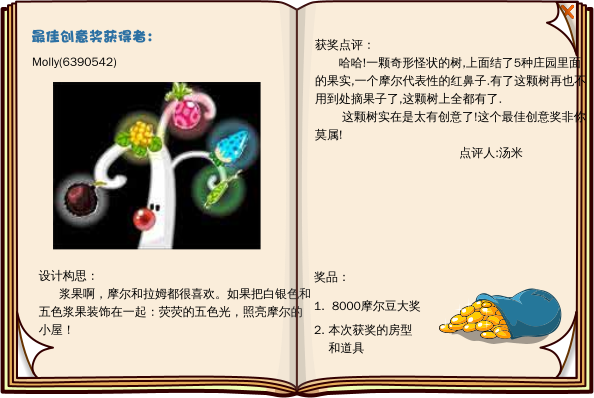 最佳创意奖获得者：
Molly(6390542)
设计构思：
浆果啊，摩尔和拉姆都很喜欢。如果把白银色和
五色浆果装饰在一起：荧荧的五色光，照亮摩尔的
小屋！
获奖点评：
哈哈!一颗奇形怪状的树,上面结了5种庄园里面
的果实,一个摩尔代表性的红鼻子.有了这颗树再也不
用到处摘果子了,这颗树上全都有了.
这颗树实在是太有创意了!这个最佳创意奖非你
莫属!
点评人:汤米
奖品：
1. 8000摩尔豆大奖
2. 本次获奖的房型
和道具